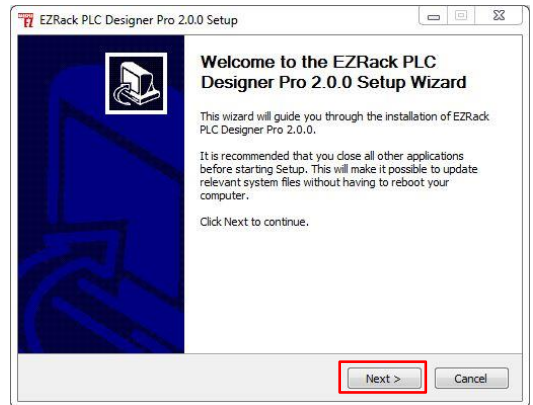 EZRack PLC Designer Pro 2.0.0 Setup
Welcome to the EZRack PLC
Designer Pro 2.0.0 Setup Wizard
This wizard will guide you through the installation of EZRack
PLC Designer Pro 2.0.0.
It is recommended that you close all other applications
before starting Setup. This will make it possible to update
relevant system files without having to reboot your
computer.
Click Next to continue.
Next >
Cancel